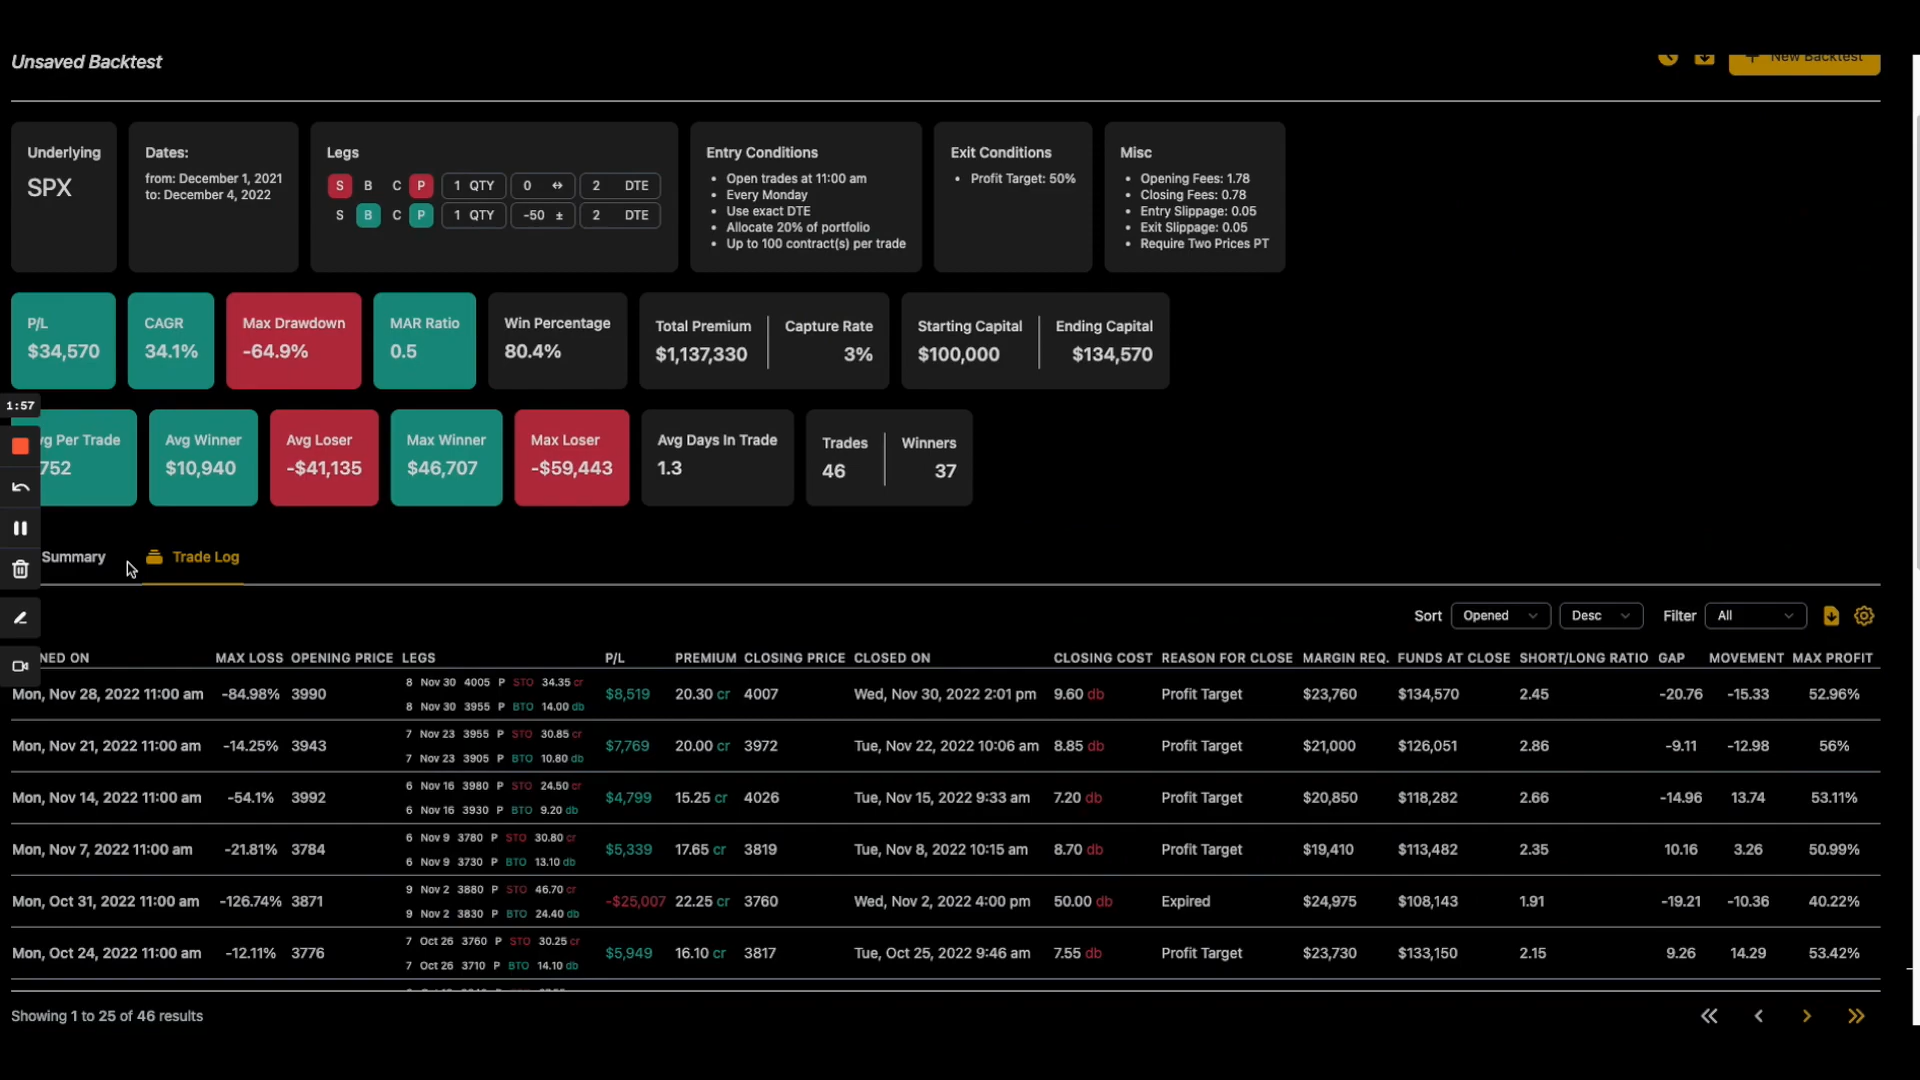 Unsaved Backtest
New Backtest
Underlying
SPX
Dates:
from: December 1, 2021
to: December 4, 2022
Legs
S B C P 1 QTY 0 ↔ 2 DTE
S B C P 1 QTY -50 ± 2 DTE
Entry Conditions
• Open trades at 11:00 am
• Every Monday
• Use exact DTE
• Allocate 20% of portfolio
• Up to 100 contract(s) per trade
Exit Conditions
• Profit Target: 50%
Misc
• Opening Fees: 1.78
• Closing Fees: 0.78
• Entry Slippage: 0.05
• Exit Slippage: 0.05
• Require Two Prices PT
P/L
$34,570
CAGR
34.1%
Max Drawdown
-64.9%
MAR Ratio
0.5
Win Percentage
80.4%
Total Premium
$1,137,330
Capture Rate
3%
Starting Capital
$100,000
Ending Capital
$134,570
1:57
vg Per Trade
752
Avg Winner
$10,940
Avg Loser
-$41,135
Max Winner
$46,707
Max Loser
-$59,443
Avg Days In Trade
1.3
Trades
46
Winners
37
Summary
Trade Log
Sort Opened Desc Filter All
NED ON MAX LOSS OPENING PRICE LEGS P/L PREMIUM CLOSING PRICE CLOSED ON CLOSING COST REASON FOR CLOSE MARGIN REQ. FUNDS AT CLOSE SHORT/LONG RATIO GAP MOVEMENT MAX PROFIT
8 Nov 30 4005 P STO 34.35 cr
Mon, Nov 28, 2022 11:00 am -84.98% 3990 $8,519 20.30 cr 4007 Wed, Nov 30, 2022 2:01 pm 9.60 db Profit Target $23,760 $134,570 2.45 -20.76 -15.33 52.96%
8 Nov 30 3955 P BTO 14.00 db
7 Nov 23 3955 P STO 30.85 cr
Mon, Nov 21, 2022 11:00 am -14.25% 3943 $7,769 20.00 cr 3972 Tue, Nov 22, 2022 10:06 am 8.85 db Profit Target $21,000 $126,051 2.86 -9.11 -12.98 56%
7 Nov 23 3905 P BTO 10.80 db
6 Nov 16 3980 P STO 24.50 cr
Mon, Nov 14, 2022 11:00 am -54.1% 3992 $4,799 15.25 cr 4026 Tue, Nov 15, 2022 9:33 am 7.20 db Profit Target $20,850 $118,282 2.66 -14.96 13.74 53.11%
6 Nov 16 3930 P BTO 9.20 db
6 Nov 9 3780 P STO 30.80 cr
Mon, Nov 7, 2022 11:00 am -21.81% 3784 $5,339 17.65 cr 3819 Tue, Nov 8, 2022 10:15 am 8.70 db Profit Target $19,410 $113,482 2.35 10.16 3.26 50.99%
6 Nov 9 3730 P BTO 13.10 db
9 Nov 2 3880 P STO 46.70 cr
Mon, Oct 31, 2022 11:00 am -126.74% 3871 -$25,007 22.25 cr 3760 Wed, Nov 2, 2022 4:00 pm 50.00 db Expired $24,975 $108,143 1.91 -19.21 -10.36 40.22%
9 Nov 2 3830 P BTO 24.40 db
7 Oct 26 3760 P STO 30.25 cr
Mon, Oct 24, 2022 11:00 am -12.11% 3776 $5,949 16.10 cr 3817 Tue, Oct 25, 2022 9:46 am 7.55 db Profit Target $23,730 $133,150 2.15 9.26 14.29 53.42%
7 Oct 26 3710 P BTO 14.10 db
Showing 1 to 25 of 46 results